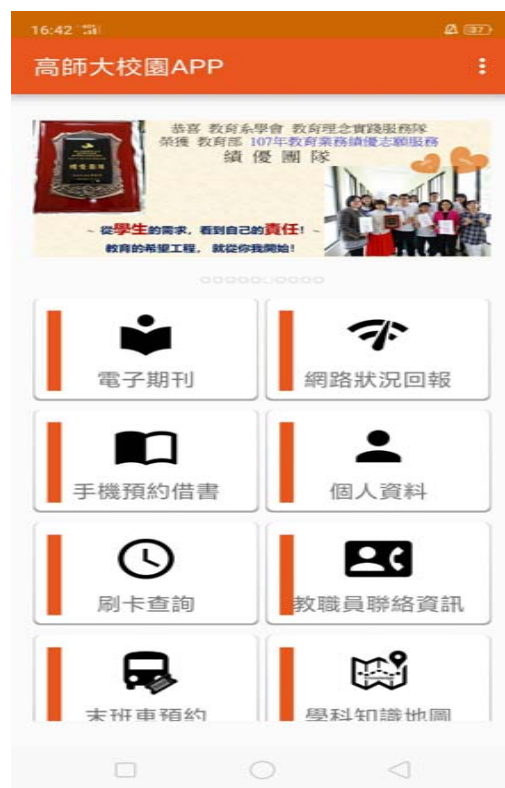 16:42
37
高師大校園APP
恭喜 教育系學會 教育理念實踐服務隊
榮獲 教育部 107年教育業務績優志願服務
績優團隊
~ 從學生的需求，看到自己的責任！~
教育的希望工程， 就從你我開始！
電子期刊
網路狀況回報
手機預約借書
個人資料
刷卡查詢
教職員聯絡資訊
末班車預約
學科知識地圖